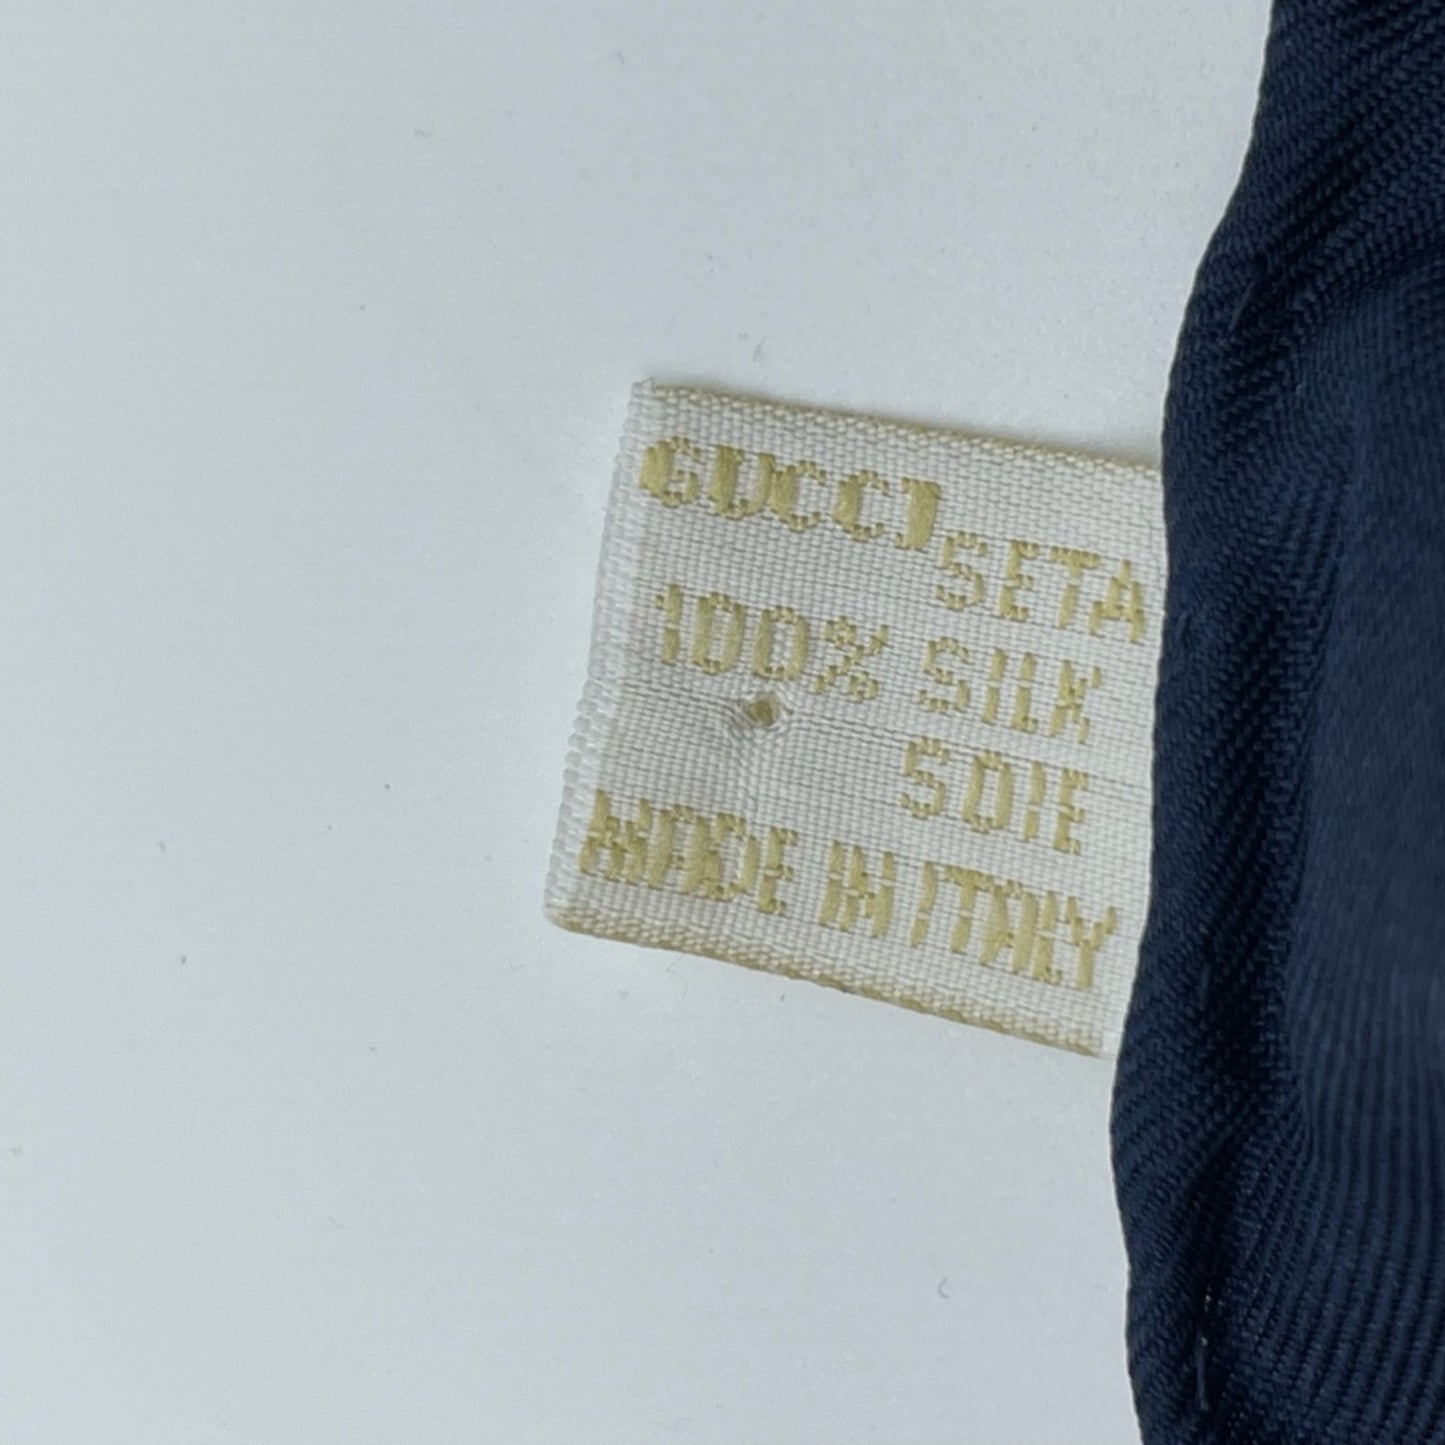 GUCCI
SETA
100% SILK
SOIE
MADE IN ITALY